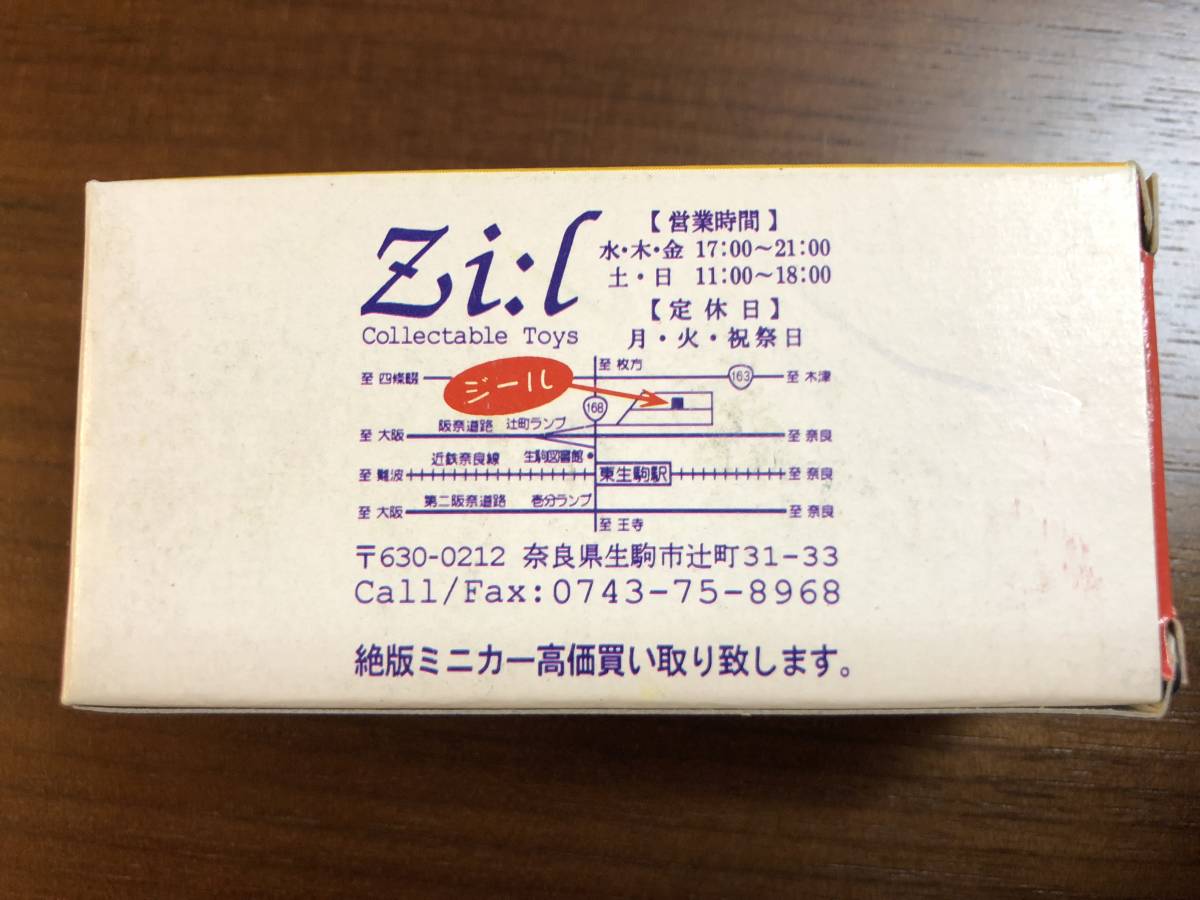 Zi:l
Collectable Toys
【営業時間】
水・木・金 17:00〜21:00
土・日 11:00〜18:00
【定休日】
月・火・祝祭日
至 枚方
至 四條畷
ジール
163
至 木津
168
阪奈道路 辻町ランプ
至 大阪
至 奈良
近鉄奈良線 生駒図書館
至 難波
東生駒駅
至 奈良
第二阪奈道路 壱分ランプ
至 大阪
至 奈良
至 王寺
〒630-0212 奈良県生駒市辻町31-33
Call/Fax:0743-75-8968
絶版ミニカー高価買い取り致します。